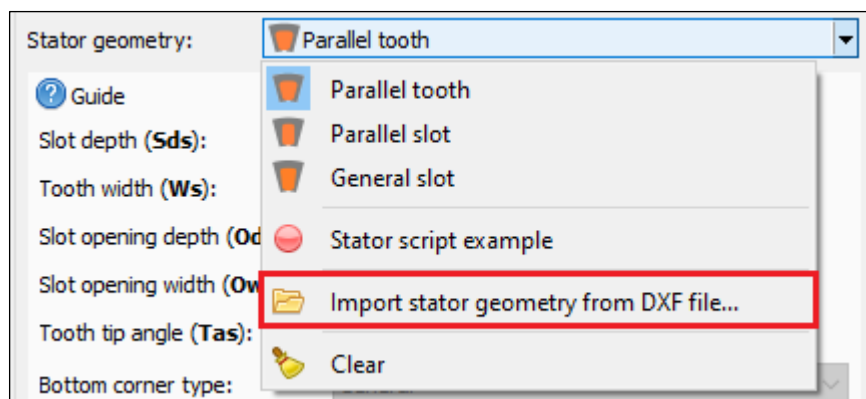 Stator geometry: Parallel tooth
Guide Parallel tooth
Slot depth (Sds): Parallel slot
Tooth width (Ws): General slot
Slot opening depth (Od Stator script example
Slot opening width (Ow Import stator geometry from DXF file...
Tooth tip angle (Tas):
Clear
Bottom corner type: